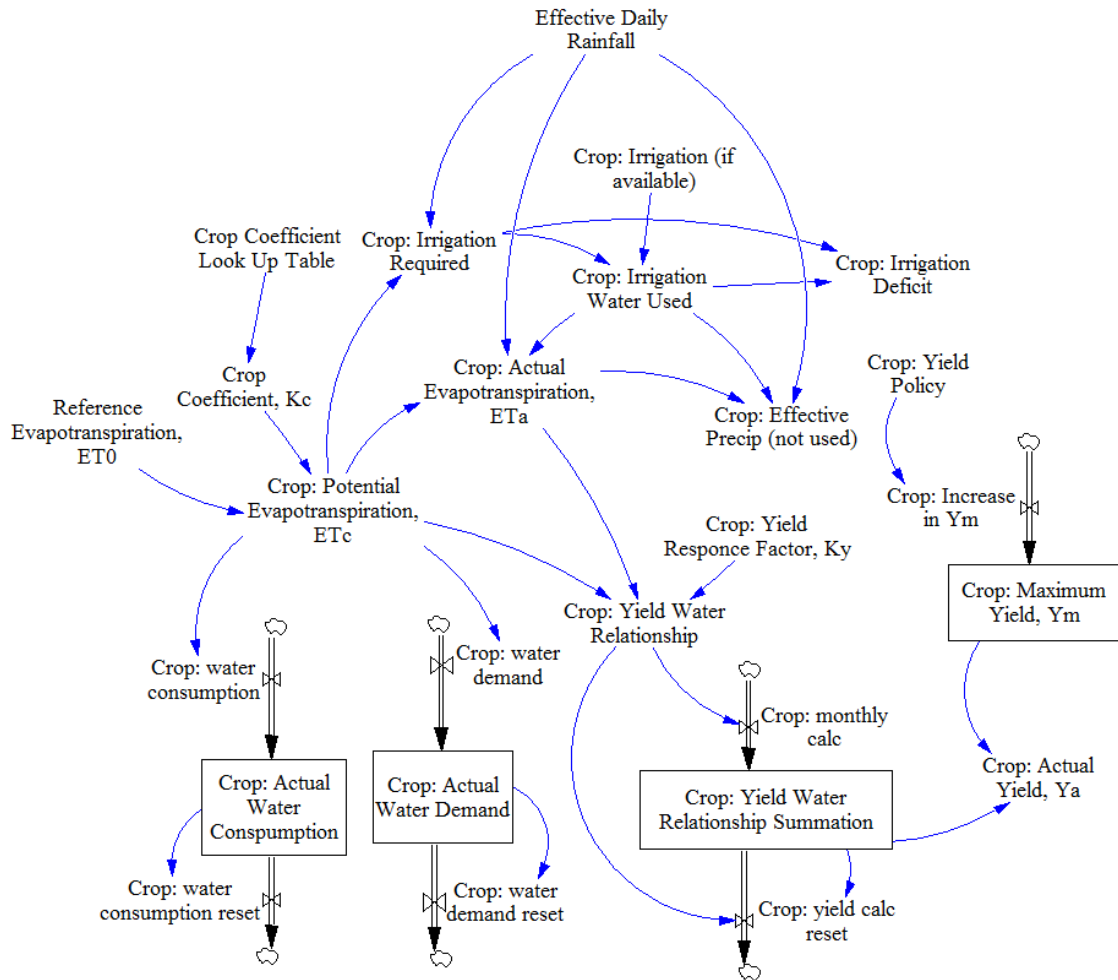 Effective Daily
Rainfall
Crop: Irrigation (if
available)
Crop Coefficient
Look Up Table
Crop: Irrigation
Required
Crop: Irrigation
Water Used
Crop: Irrigation
Deficit
Crop
Coefficient, Kc
Crop: Actual
Evapotranspiration,
ETa
Crop: Yield
Policy
Reference
Evapotranspiration,
ET0
Crop: Effective
Precip (not used)
Crop: Potential
Evapotranspiration,
ETc
Crop: Increase
in Ym
Crop: Yield
Responce Factor, Ky
Crop: Maximum
Yield, Ym
Crop: Yield Water
Relationship
Crop: water
consumption
Crop: water
demand
Crop: monthly
calc
Crop: Actual
Yield, Ya
Crop: Actual
Water
Conspumption
Crop: Actual
Water Demand
Crop: Yield Water
Relationship Summation
Crop: water
consumption reset
Crop: water
demand reset
Crop: yield calc
reset